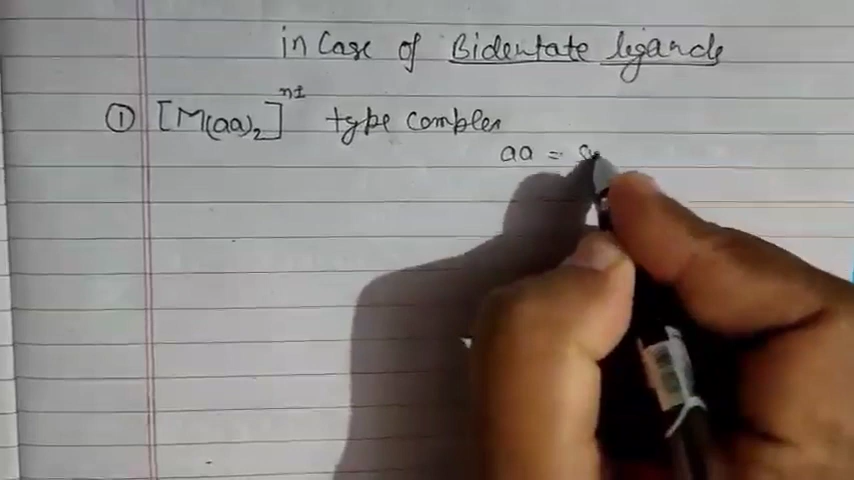 in Case of Bidentate ligands
① [M(aa)₂]ⁿ± type complex
aa =